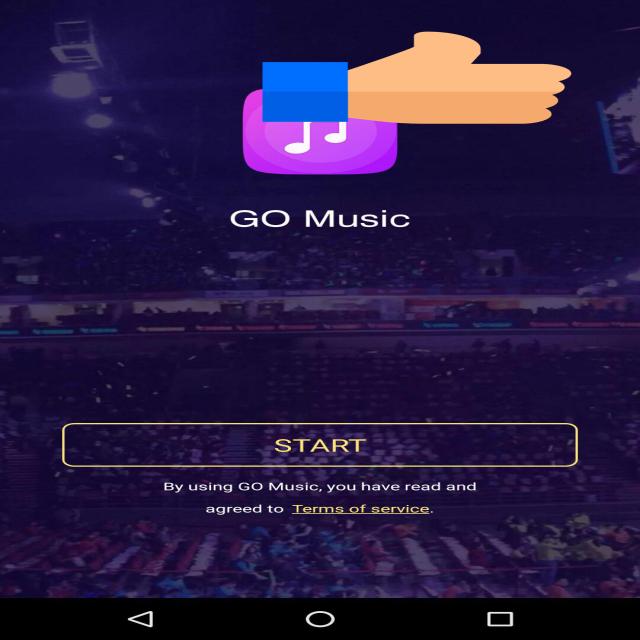 GO Music
START
By using GO Music, you have read and
agreed to Terms of service.